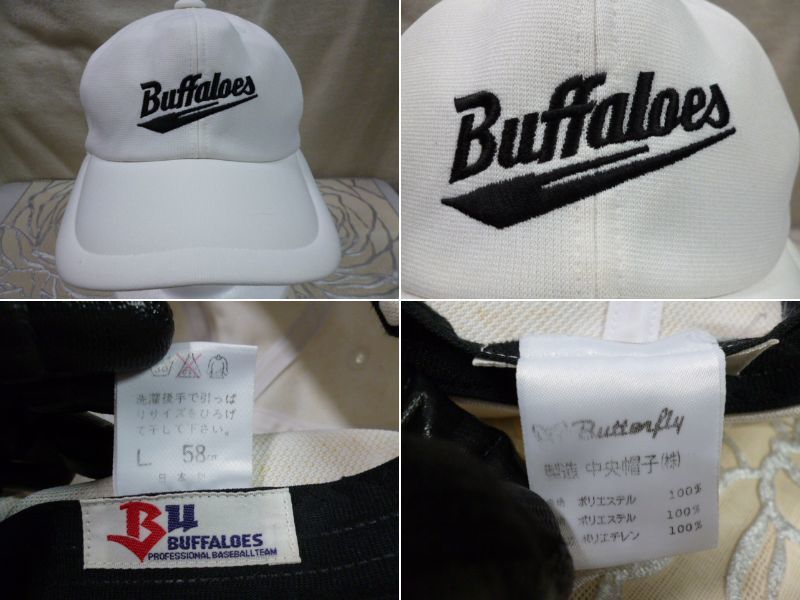 Buffaloes
Buffaloes
洗濯後手で引っぱ
りサイズをひろげ
て干して下さい。
L 58
日本
Bu
BUFFALOES
PROFESSIONAL BASEBALL TEAM
Butterfly
製造 中央帽子(株)
ポリエステル 100%
ポリエステル 100%
ポリエチレン 100%